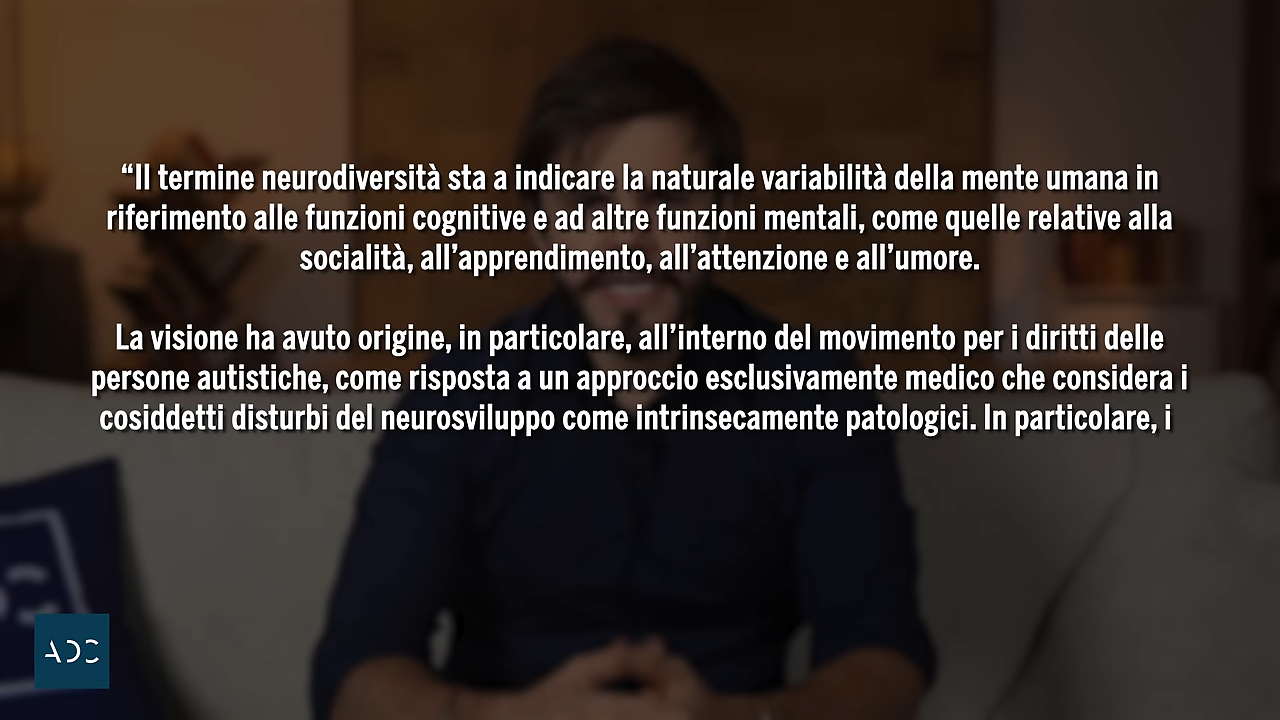 “Il termine neurodiversità sta a indicare la naturale variabilità della mente umana in
riferimento alle funzioni cognitive e ad altre funzioni mentali, come quelle relative alla
socialità, all’apprendimento, all’attenzione e all’umore.
La visione ha avuto origine, in particolare, all’interno del movimento per i diritti delle
persone autistiche, come risposta a un approccio esclusivamente medico che considera i
cosiddetti disturbi del neurosviluppo come intrinsecamente patologici. In particolare, i
ADC